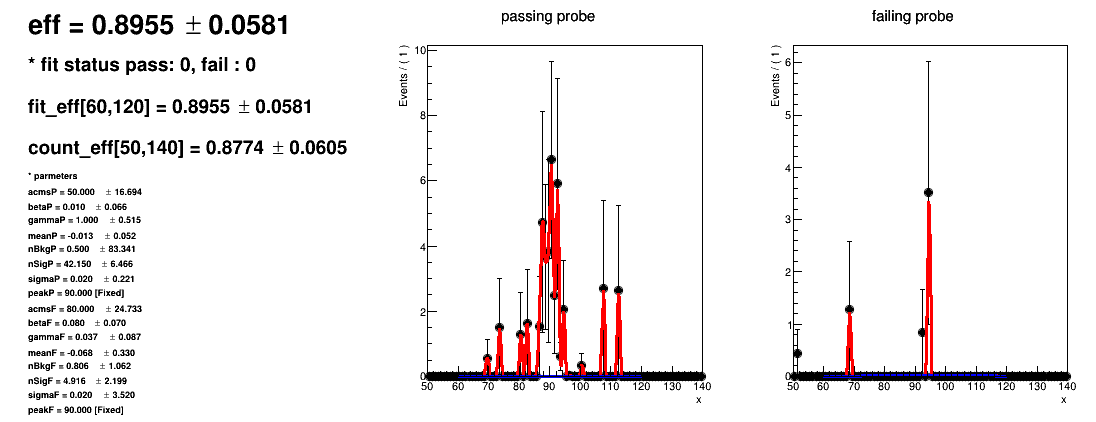 eff = 0.8955 ± 0.0581
* fit status pass: 0, fail : 0
fit_eff[60,120] = 0.8955 ± 0.0581
count_eff[50,140] = 0.8774 ± 0.0605
* parmeters
acmsP = 50.000 ± 16.694
betaP = 0.010 ± 0.066
gammaP = 1.000 ± 0.515
meanP = -0.013 ± 0.052
nBkgP = 0.500 ± 83.341
nSigP = 42.150 ± 6.466
sigmaP = 0.020 ± 0.221
peakP = 90.000 [Fixed]
acmsF = 80.000 ± 24.733
betaF = 0.080 ± 0.070
gammaF = 0.037 ± 0.087
meanF = -0.068 ± 0.330
nBkgF = 0.806 ± 1.062
nSigF = 4.916 ± 2.199
sigmaF = 0.020 ± 3.520
peakF = 90.000 [Fixed]
passing probe
Events / ( 1 )
10
8
6
4
2
0
50 60 70 80 90 100 110 120 130 140
x
failing probe
Events / ( 1 )
6
5
4
3
2
1
0
50 60 70 80 90 100 110 120 130 140
x